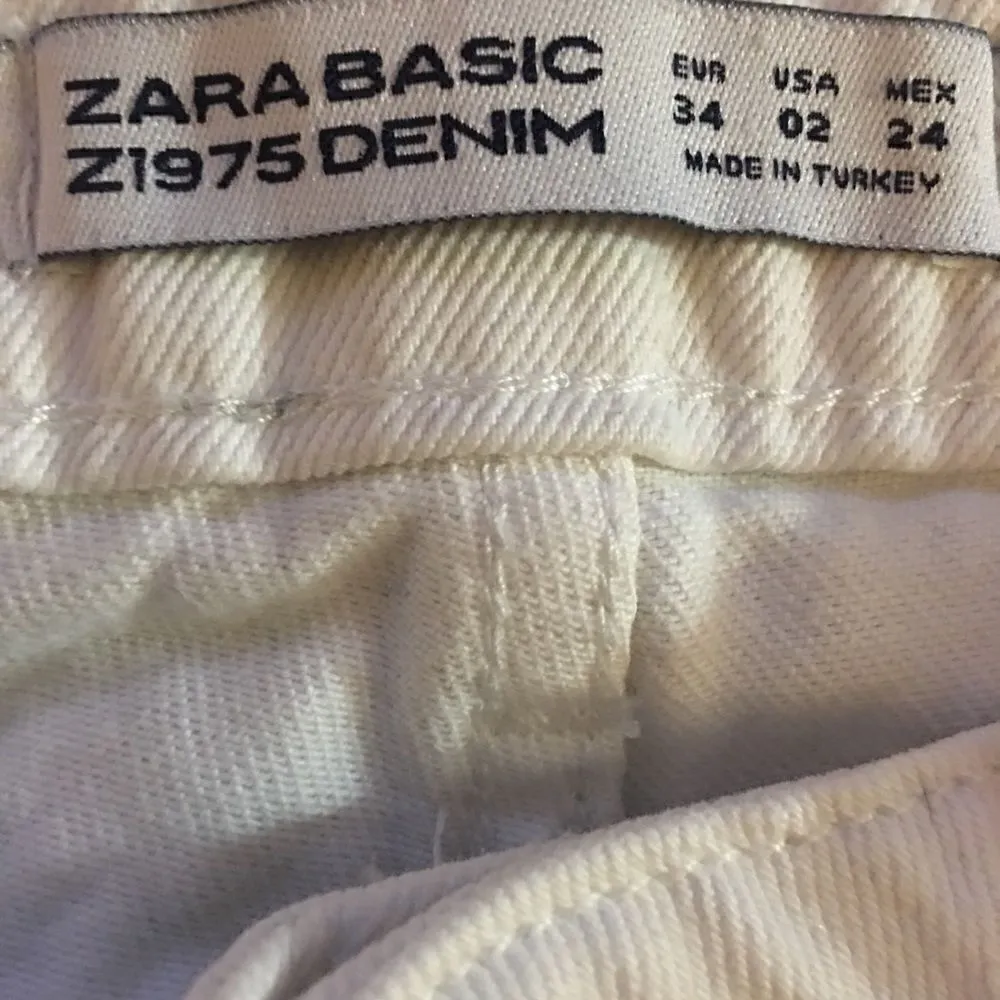 ZARA BASIC
Z1975 DENIM
EUR USA MEX
34 02 24
MADE IN TURKEY